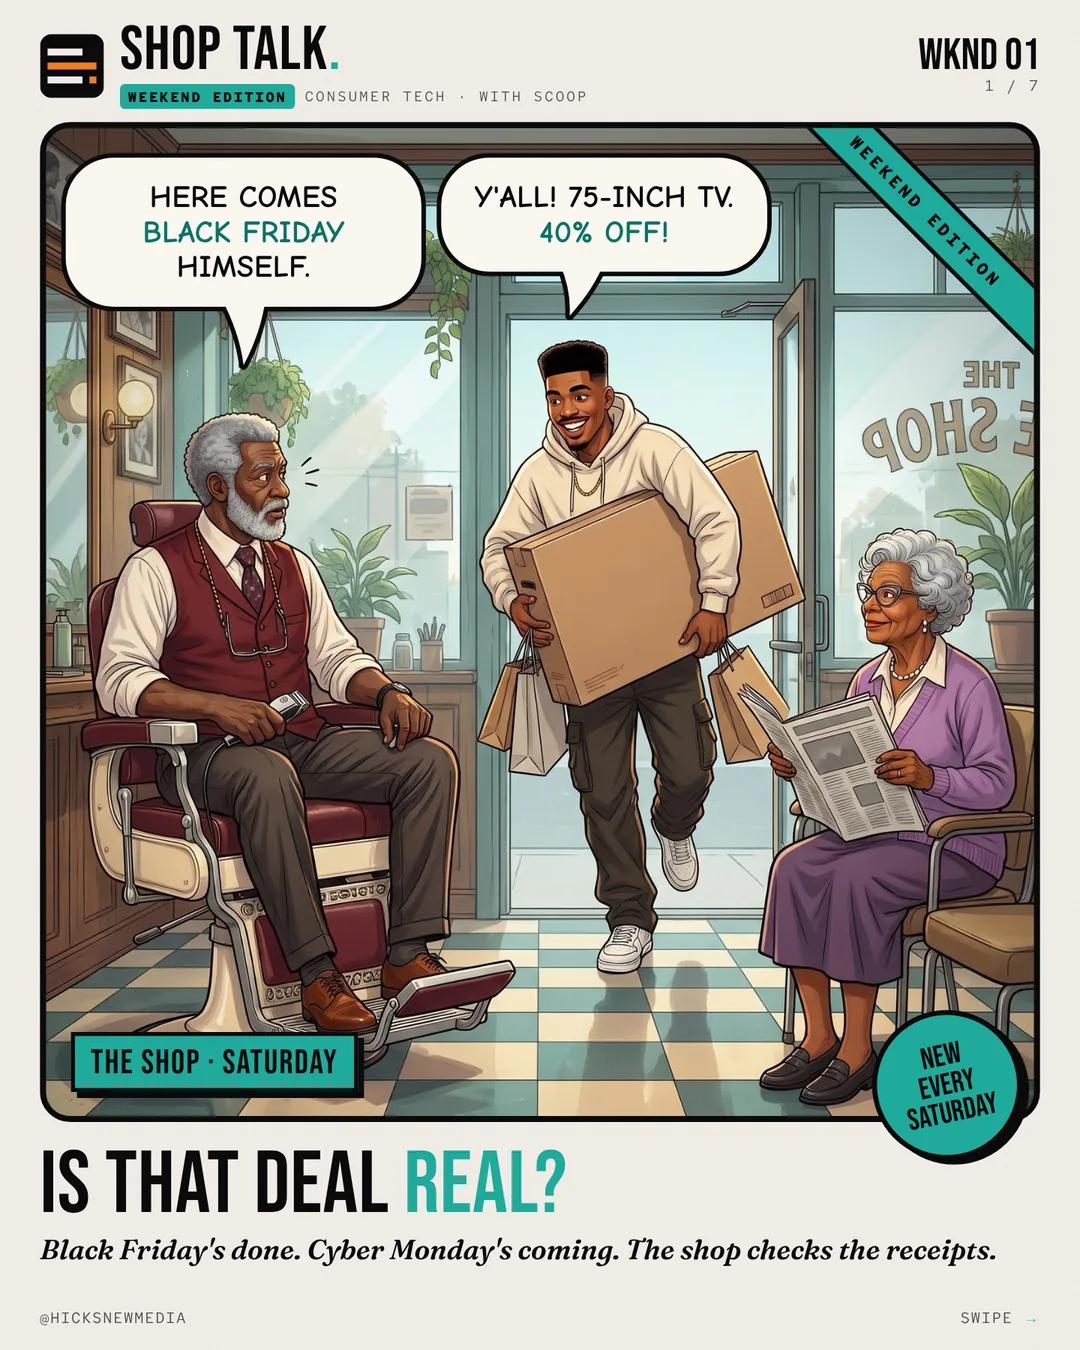 SHOP TALK.
WEEKEND EDITION CONSUMER TECH · WITH SCOOP
WKND 01
1 / 7
HERE COMES
BLACK FRIDAY
HIMSELF.
Y'ALL! 75-INCH TV.
40% OFF!
WEEKEND EDITION
THE
E SHOP
THE SHOP · SATURDAY
NEW
EVERY
SATURDAY
IS THAT DEAL REAL?
Black Friday's done. Cyber Monday's coming. The shop checks the receipts.
@HICKSNEWMEDIA
SWIPE →